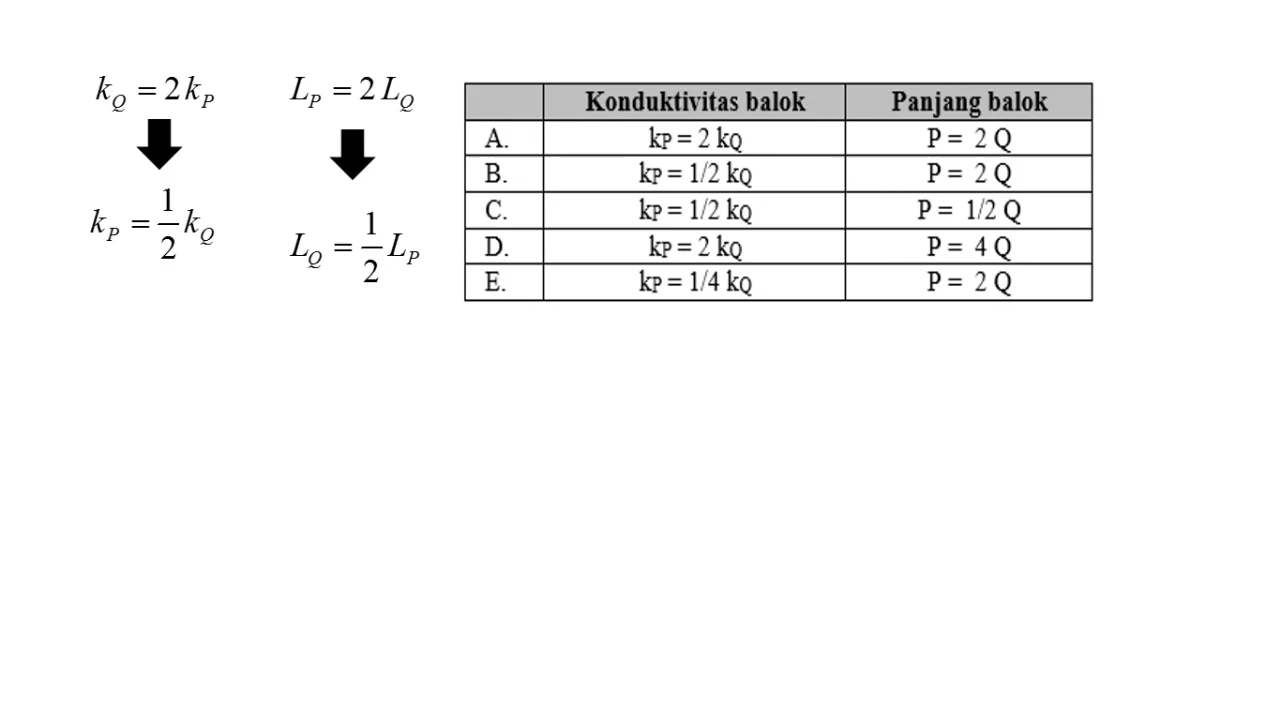 k_Q = 2 k_P
k_P = 1/2 k_Q
L_P = 2 L_Q
L_Q = 1/2 L_P
Konduktivitas balok Panjang balok
A. kP = 2 kQ P = 2 Q
B. kP = 1/2 kQ P = 2 Q
C. kP = 1/2 kQ P = 1/2 Q
D. kP = 2 kQ P = 4 Q
E. kP = 1/4 kQ P = 2 Q